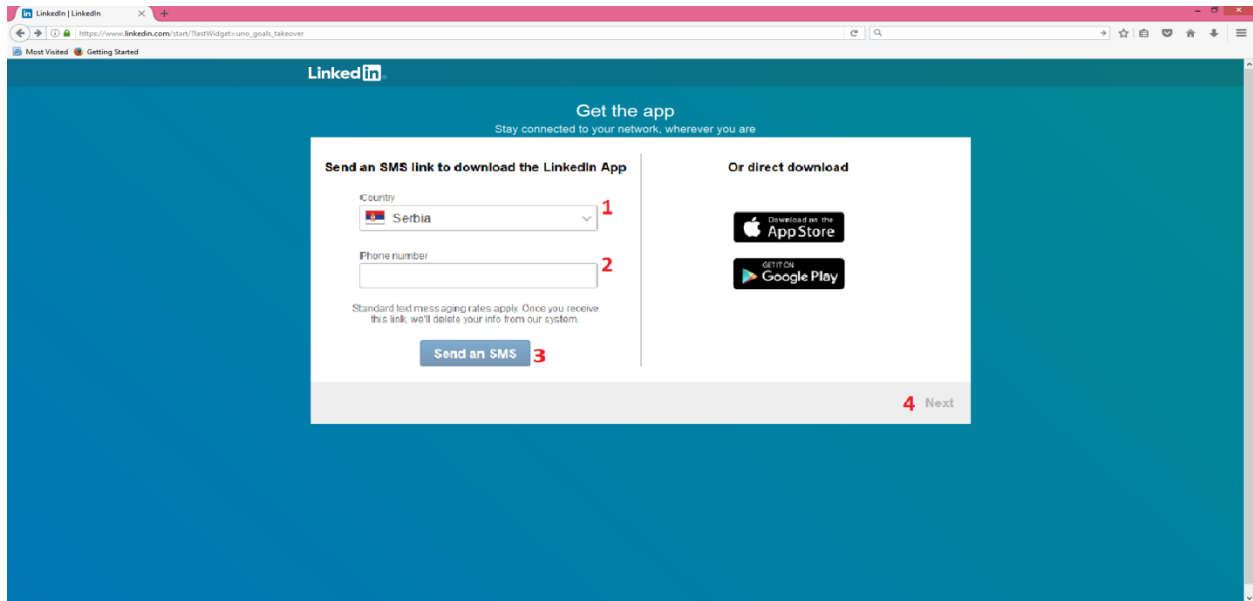 LinkedIn | LinkedIn
https://www.linkedin.com/start/?lastWidget=uno_goals_takeover
Most Visited Getting Started
Linked in
Get the app
Stay connected to your network, wherever you are
Send an SMS link to download the LinkedIn App
Country
Serbia
1
Phone number
2
Standard text messaging rates apply. Once you receive
this link, we'll delete your info from our system.
Send an SMS
3
Or direct download
Download on the
App Store
GET IT ON
Google Play
4 Next